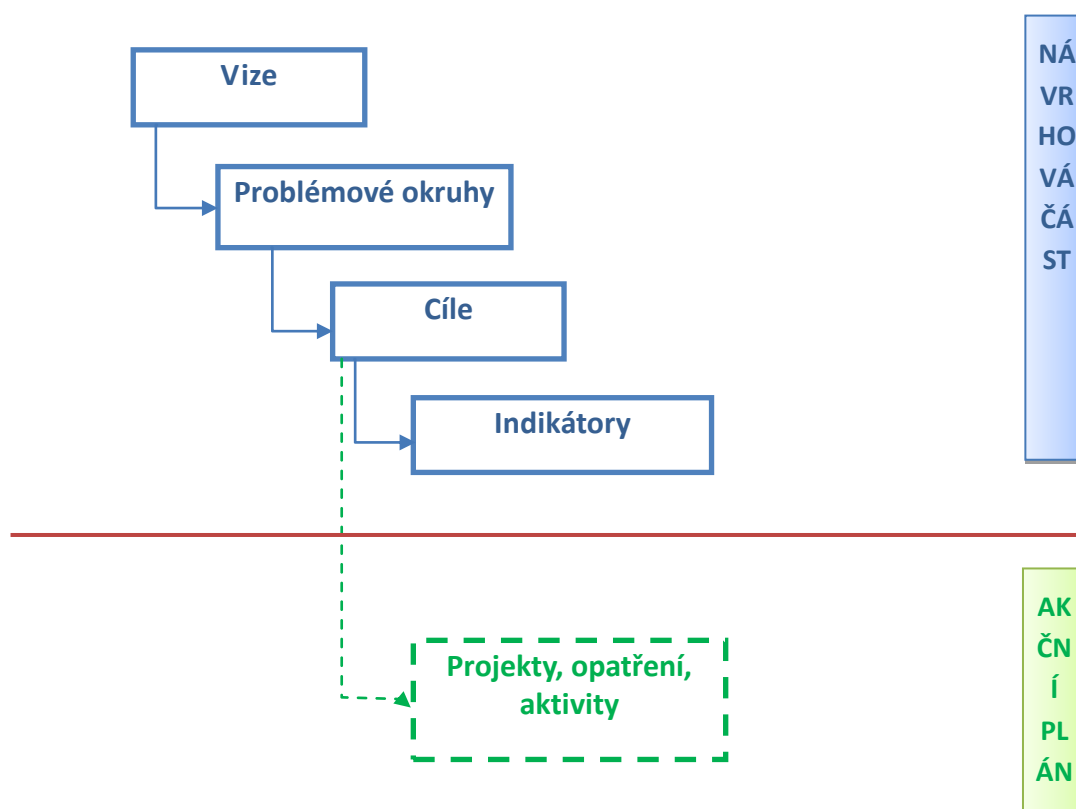 Vize
Problémové okruhy
Cíle
Indikátory
NÁ
VR
HO
VÁ
ČÁ
ST
Projekty, opatření,
aktivity
AK
ČN
Í
PL
ÁN